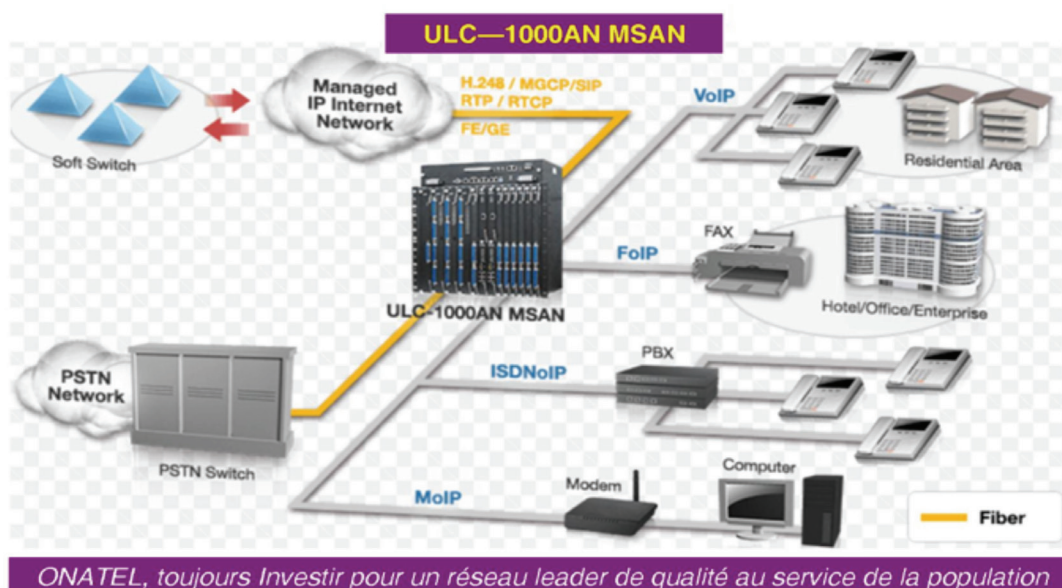 ULC—1000AN MSAN
Managed
IP Internet
Network
H.248 / MGCP/SIP
RTP / RTCP
FE/GE
Soft Switch
VoIP
Residential Area
FAX
FoIP
Hotel/Office/Enterprise
ULC-1000AN MSAN
PSTN
Network
PSTN Switch
ISDNoIP
PBX
MoIP
Modem
Computer
Fiber
ONATEL, toujours Investir pour un réseau leader de qualité au service de la population